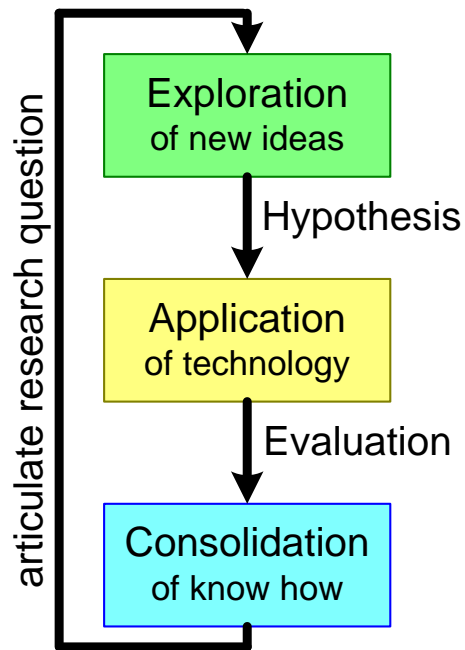 Exploration
of new ideas
Hypothesis
Application
of technology
Evaluation
Consolidation
of know how
articulate research question